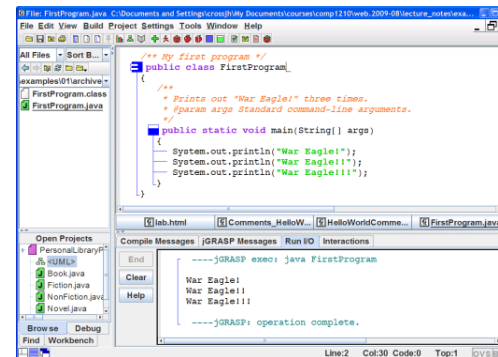 File: FirstProgram.java C:\Documents and Settings\crossjh\My Documents\courses\comp1210\web.2009-08\lecture_notes\exa...
File Edit View Build Project Settings Tools Window Help
All Files Sort B...
examples\01\archive
FirstProgram.class
FirstProgram.java
/** My first program */
public class FirstProgram
{
/**
* Prints out "War Eagle!" three times.
* @param args Standard command-line arguments.
*/
public static void main(String[] args)
{
System.out.println("War Eagle!");
System.out.println("War Eagle!!");
System.out.println("War Eagle!!!");
}
}
lab.html Comments_HelloW... HelloWorldComme... FirstProgram.java
Open Projects
PersonalLibraryP
<UML>
Book.java
Fiction.java
NonFiction.java
Novel.java
Browse Debug
Find Workbench
Compile Messages jGRASP Messages Run I/O Interactions
End
Clear
Help
----jGRASP exec: java FirstProgram
War Eagle!
War Eagle!!
War Eagle!!!
----jGRASP: operation complete.
Line:2 Col:30 Code:0 Top:1